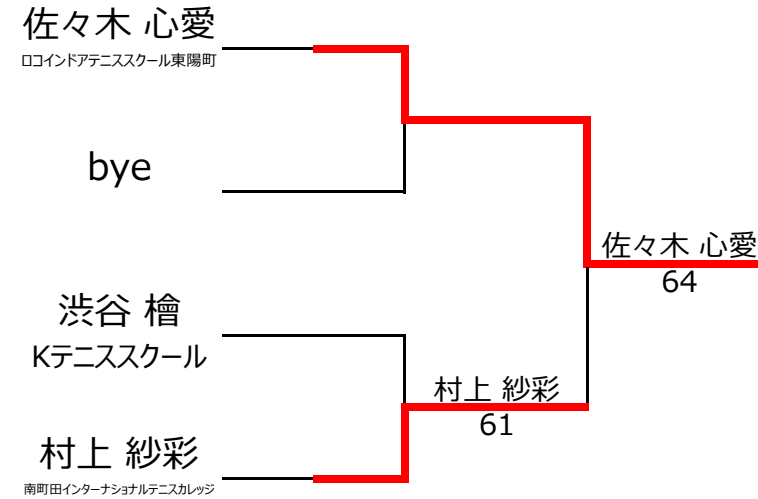 佐々木 心愛
ロコインドアテニススクール東陽町
bye
佐々木 心愛
64
渋谷 檜
Kテニススクール
村上 紗彩
61
村上 紗彩
南町田インターナショナルテニスカレッジ